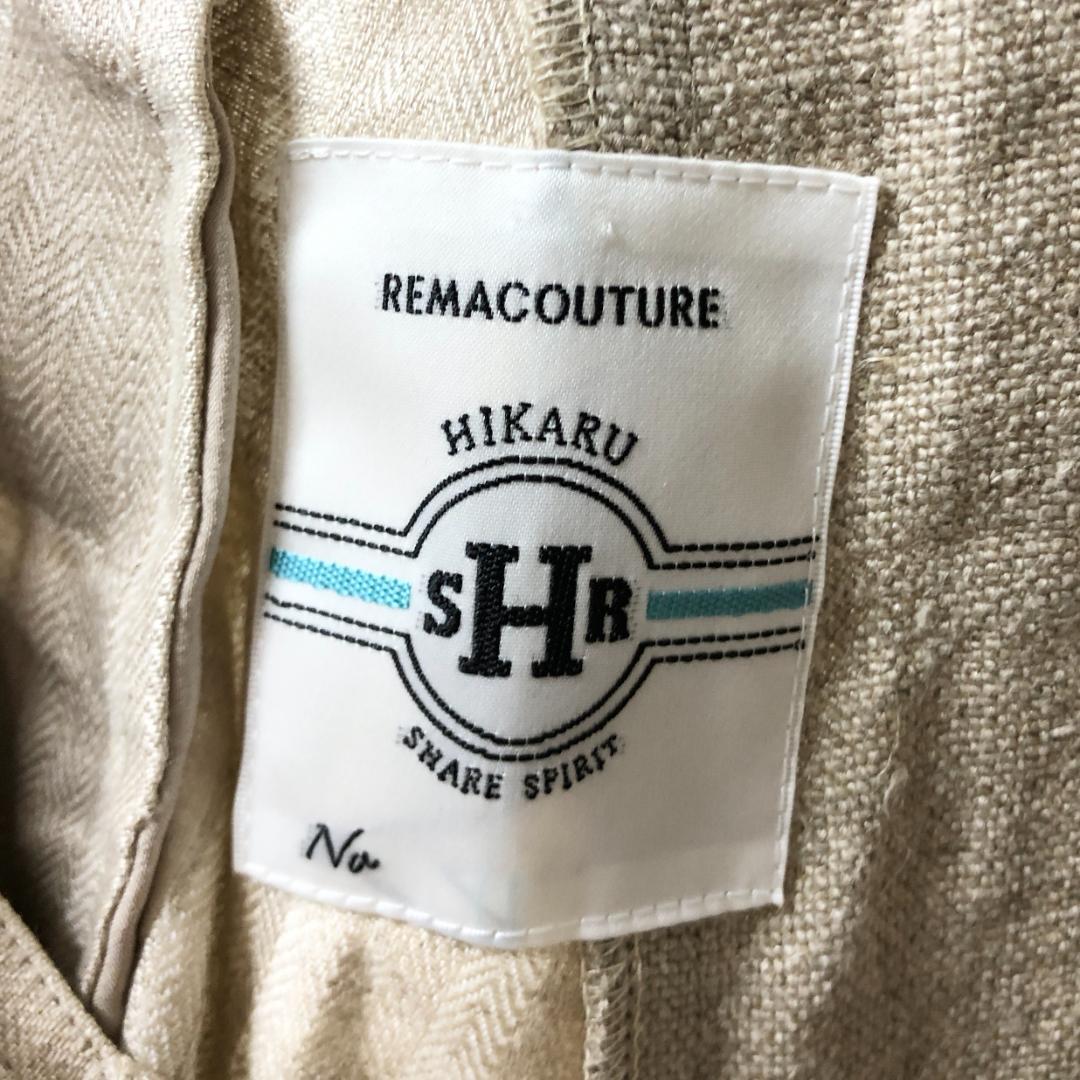 REMACOUTURE
HIKARU
SHR
SHARE SPIRIT
No